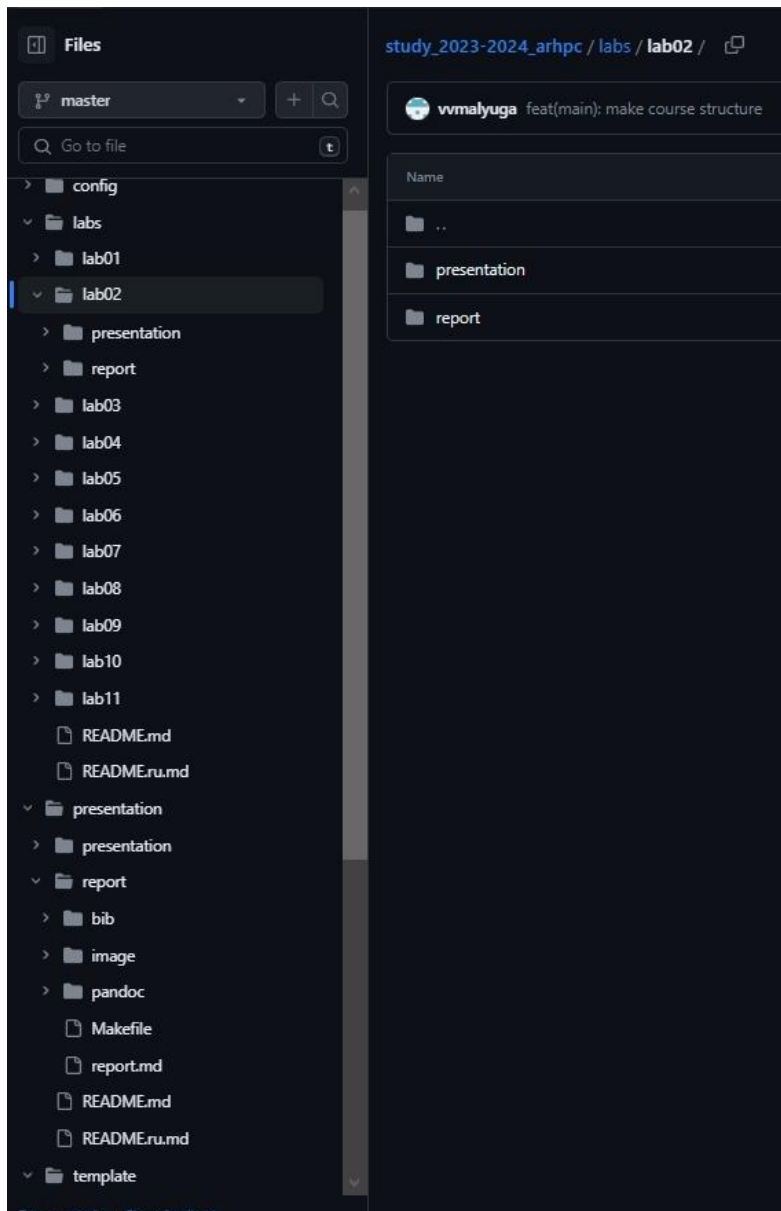 Files
master
Go to file
t
config
labs
lab01
lab02
presentation
report
lab03
lab04
lab05
lab06
lab07
lab08
lab09
lab10
lab11
README.md
README.ru.md
presentation
presentation
report
bib
image
pandoc
Makefile
report.md
README.md
README.ru.md
template
study_2023-2024_arhpc / labs / lab02 /
vvmalyuga feat(main): make course structure
Name
..
presentation
report